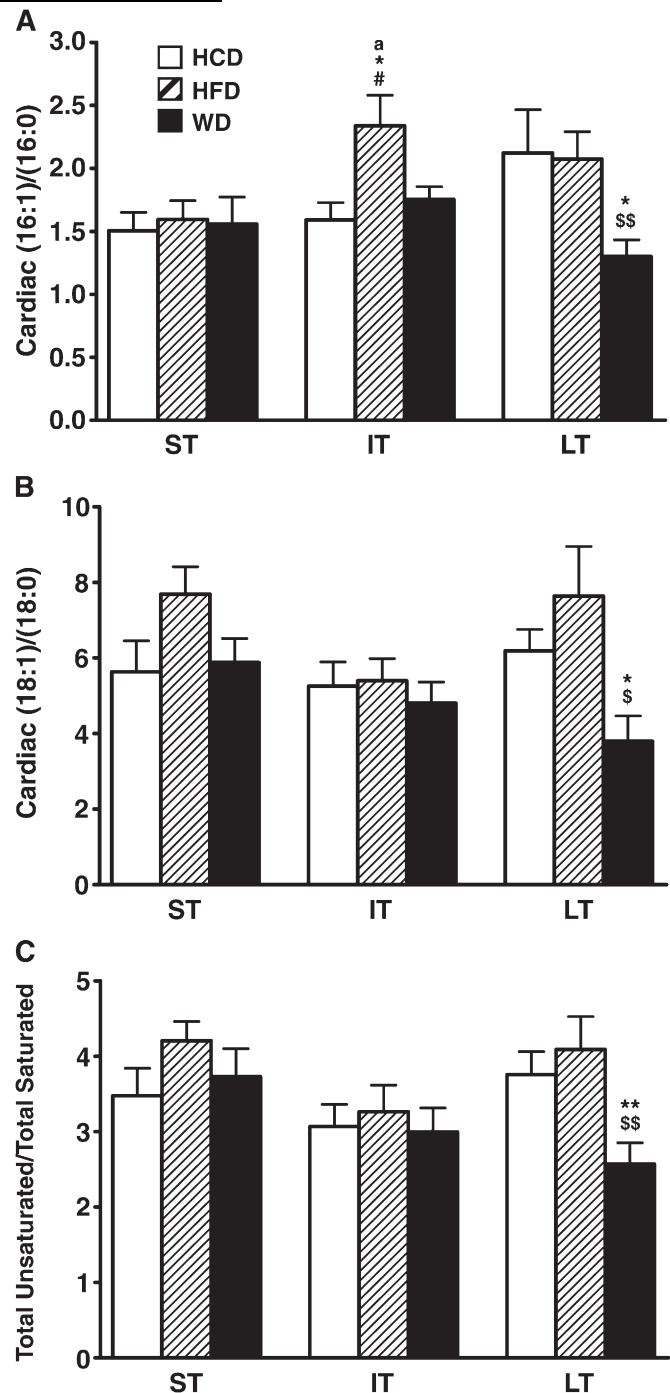 A
Cardiac (16:1)/(16:0)
3.0
2.5
2.0
1.5
1.0
0.5
0.0
HCD
HFD
WD
a
*
#
*
$$
ST IT LT
B
Cardiac (18:1)/(18:0)
10
8
6
4
2
0
*
$
ST IT LT
C
Total Unsaturated/Total Saturated
5
4
3
2
1
0
**
$$
ST IT LT